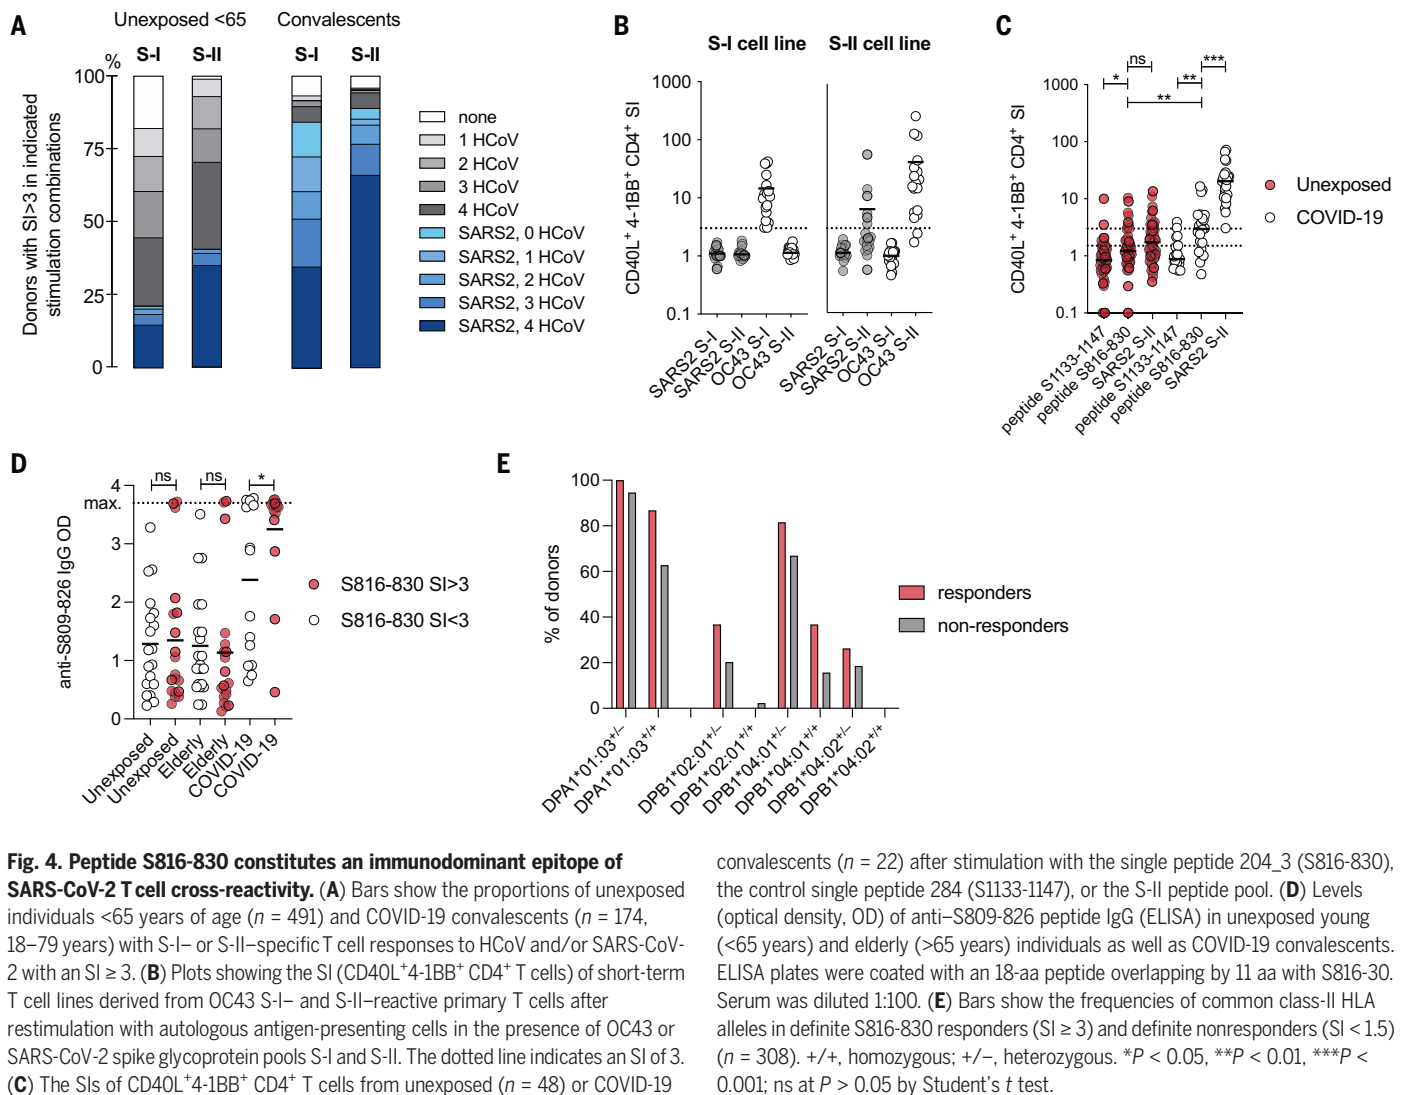 A
Unexposed <65
Convalescents
S-I
S-II
S-I
S-II
%
100
75
50
25
0
Donors with SI>3 in indicated
stimulation combinations
none
1 HCoV
2 HCoV
3 HCoV
4 HCoV
SARS2, 0 HCoV
SARS2, 1 HCoV
SARS2, 2 HCoV
SARS2, 3 HCoV
SARS2, 4 HCoV
B
S-I cell line
S-II cell line
CD40L+ 4-1BB+ CD4+ SI
1000
100
10
1
0.1
SARS2 S-I
SARS2 S-II
OC43 S-I
OC43 S-II
SARS2 S-I
SARS2 S-II
OC43 S-I
OC43 S-II
C
ns
***
*
**
**
CD40L+ 4-1BB+ CD4+ SI
1000
100
10
1
0.1
peptide S1133-1147
peptide S816-830
SARS2 S-II
peptide S1133-1147
peptide S816-830
SARS2 S-II
Unexposed
COVID-19
D
ns
ns
*
anti-S809-826 IgG OD
4
max.
3
2
1
0
Unexposed
Unexposed
Elderly
Elderly
COVID-19
COVID-19
S816-830 SI>3
S816-830 SI<3
E
% of donors
100
80
60
40
20
0
DPA1*01:03+/–
DPA1*01:03+/+
DPB1*02:01+/–
DPB1*02:01+/+
DPB1*04:01+/–
DPB1*04:01+/+
DPB1*04:02+/–
DPB1*04:02+/+
responders
non-responders
Fig. 4. Peptide S816-830 constitutes an immunodominant epitope of
SARS-CoV-2 T cell cross-reactivity. (A) Bars show the proportions of unexposed
individuals <65 years of age (n = 491) and COVID-19 convalescents (n = 174,
18–79 years) with S-I– or S-II–specific T cell responses to HCoV and/or SARS-CoV-
2 with an SI ≥ 3. (B) Plots showing the SI (CD40L+4-1BB+ CD4+ T cells) of short-term
T cell lines derived from OC43 S-I– and S-II–reactive primary T cells after
restimulation with autologous antigen-presenting cells in the presence of OC43 or
SARS-CoV-2 spike glycoprotein pools S-I and S-II. The dotted line indicates an SI of 3.
(C) The SIs of CD40L+4-1BB+ CD4+ T cells from unexposed (n = 48) or COVID-19
convalescents (n = 22) after stimulation with the single peptide 204_3 (S816-830),
the control single peptide 284 (S1133-1147), or the S-II peptide pool. (D) Levels
(optical density, OD) of anti–S809-826 peptide IgG (ELISA) in unexposed young
(<65 years) and elderly (>65 years) individuals as well as COVID-19 convalescents.
ELISA plates were coated with an 18-aa peptide overlapping by 11 aa with S816-30.
Serum was diluted 1:100. (E) Bars show the frequencies of common class-II HLA
alleles in definite S816-830 responders (SI ≥ 3) and definite nonresponders (SI < 1.5)
(n = 308). +/+, homozygous; +/–, heterozygous. *P < 0.05, **P < 0.01, ***P <
0.001; ns at P > 0.05 by Student's t test.